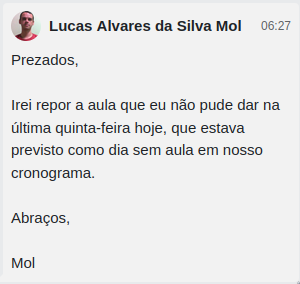 Lucas Alvares da Silva Mol 06:27
Prezados,
Irei repor a aula que eu não pude dar na
última quinta-feira hoje, que estava
previsto como dia sem aula em nosso
cronograma.
Abraços,
Mol